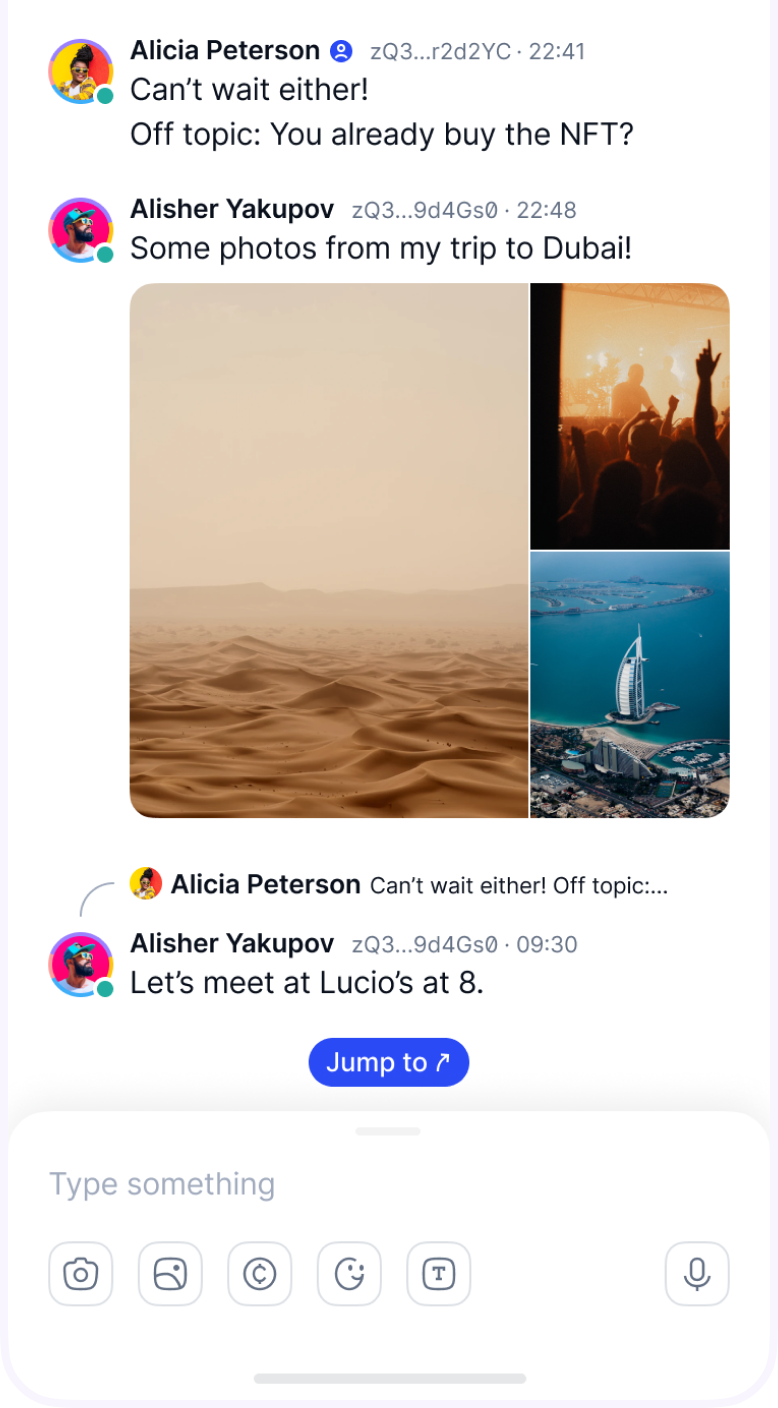 Alicia Peterson zQ3...r2d2YC · 22:41
Can’t wait either!
Off topic: You already buy the NFT?
Alisher Yakupov zQ3...9d4Gs0 · 22:48
Some photos from my trip to Dubai!
Alicia Peterson Can’t wait either! Off topic:...
Alisher Yakupov zQ3...9d4Gs0 · 09:30
Let’s meet at Lucio’s at 8.
Jump to ↗
Type something
T